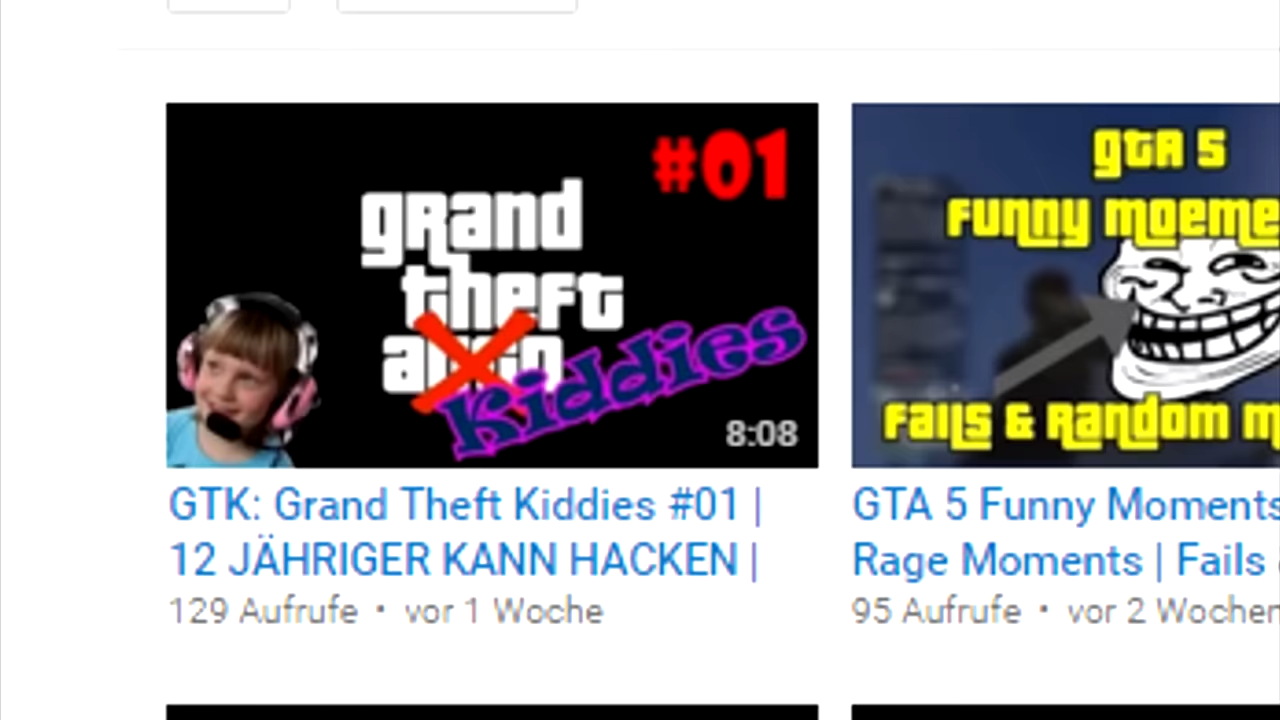 #01
grand
theft
Kiddies
8:08
GTK: Grand Theft Kiddies #01 |
12 JÄHRIGER KANN HACKEN |
129 Aufrufe • vor 1 Woche
GTA 5
Funny Moeme
Fails & Random M
GTA 5 Funny Moments
Rage Moments | Fails
95 Aufrufe • vor 2 Wochen